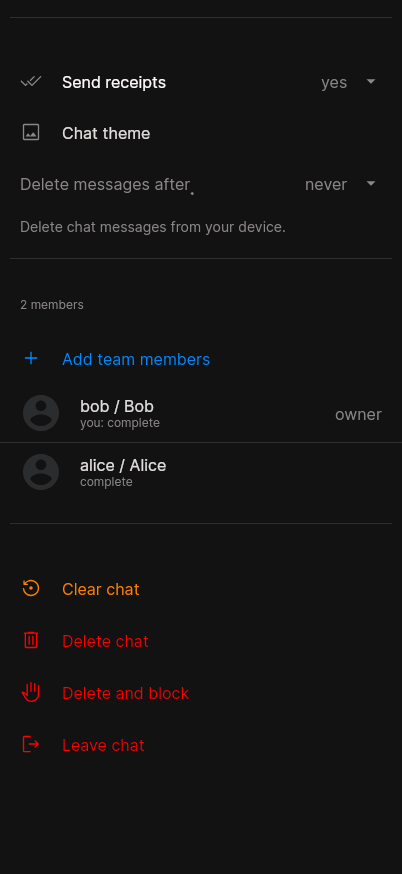 Send receipts yes
Chat theme
Delete messages after. never
Delete chat messages from your device.
2 members
Add team members
bob / Bob owner
you: complete
alice / Alice
complete
Clear chat
Delete chat
Delete and block
Leave chat